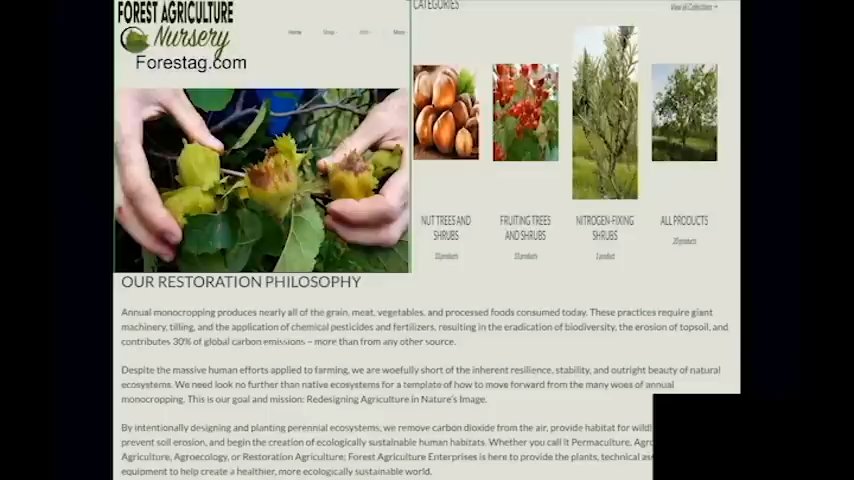 FOREST AGRICULTURE
Nursery
Forestag.com
Home Shop More
CATEGORIES
View all Collections
NUT TREES AND
SHRUBS
FRUITING TREES
AND SHRUBS
NITROGEN-FIXING
SHRUBS
1 product
ALL PRODUCTS
OUR RESTORATION PHILOSOPHY
Annual monocropping produces nearly all of the grain, meat, vegetables, and processed foods consumed today. These practices require giant
machinery, tilling, and the application of chemical pesticides and fertilizers, resulting in the eradication of biodiversity, the erosion of topsoil, and
contributes 30% of global carbon emissions – more than from any other source.
Despite the massive human efforts applied to farming, we are woefully short of the inherent resilience, stability, and outright beauty of natural
ecosystems. We need look no further than native ecosystems for a template of how to move forward from the many woes of annual
monocropping. This is our goal and mission: Redesigning Agriculture in Nature's Image.
By intentionally designing and planting perennial ecosystems, we remove carbon dioxide from the air, provide habitat for wildl
prevent soil erosion, and begin the creation of ecologically sustainable human habitats. Whether you call it Permaculture, Agro
Agriculture, Agroecology, or Restoration Agriculture; Forest Agriculture Enterprises is here to provide the plants, technical as
equipment to help create a healthier, more ecologically sustainable world.